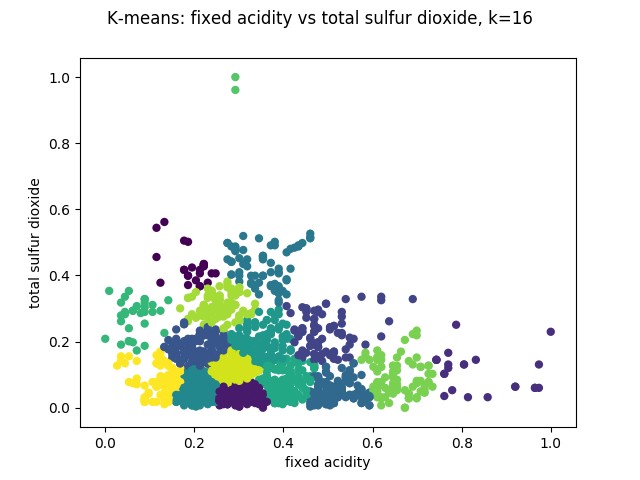 K-means: fixed acidity vs total sulfur dioxide, k=16
1.0
0.8
0.6
0.4
0.2
0.0
total sulfur dioxide
0.0 0.2 0.4 0.6 0.8 1.0
fixed acidity